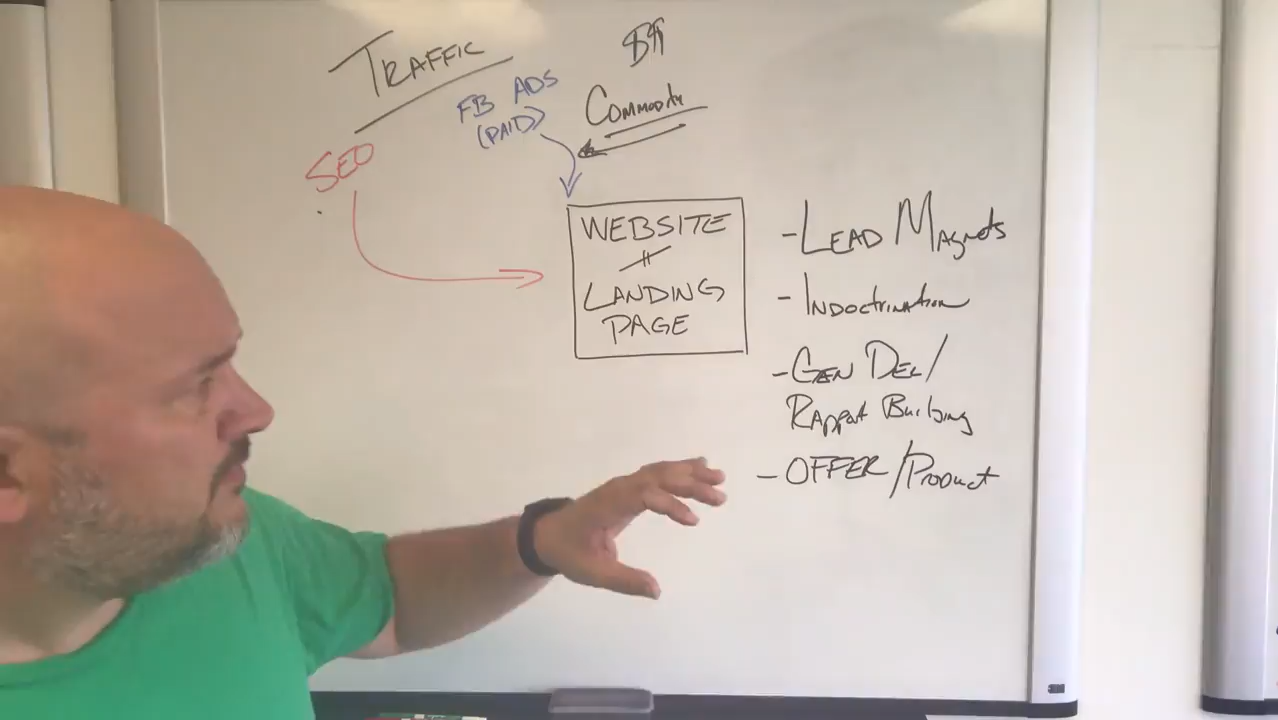 TRAFFIC
$$
FB ADS
(PAID)
Commodity
SEO
WEBSITE
≠
LANDING
PAGE
- LEAD Magnets
- Indoctrination
- GEN DEL/
Rapport Building
- OFFER/Product